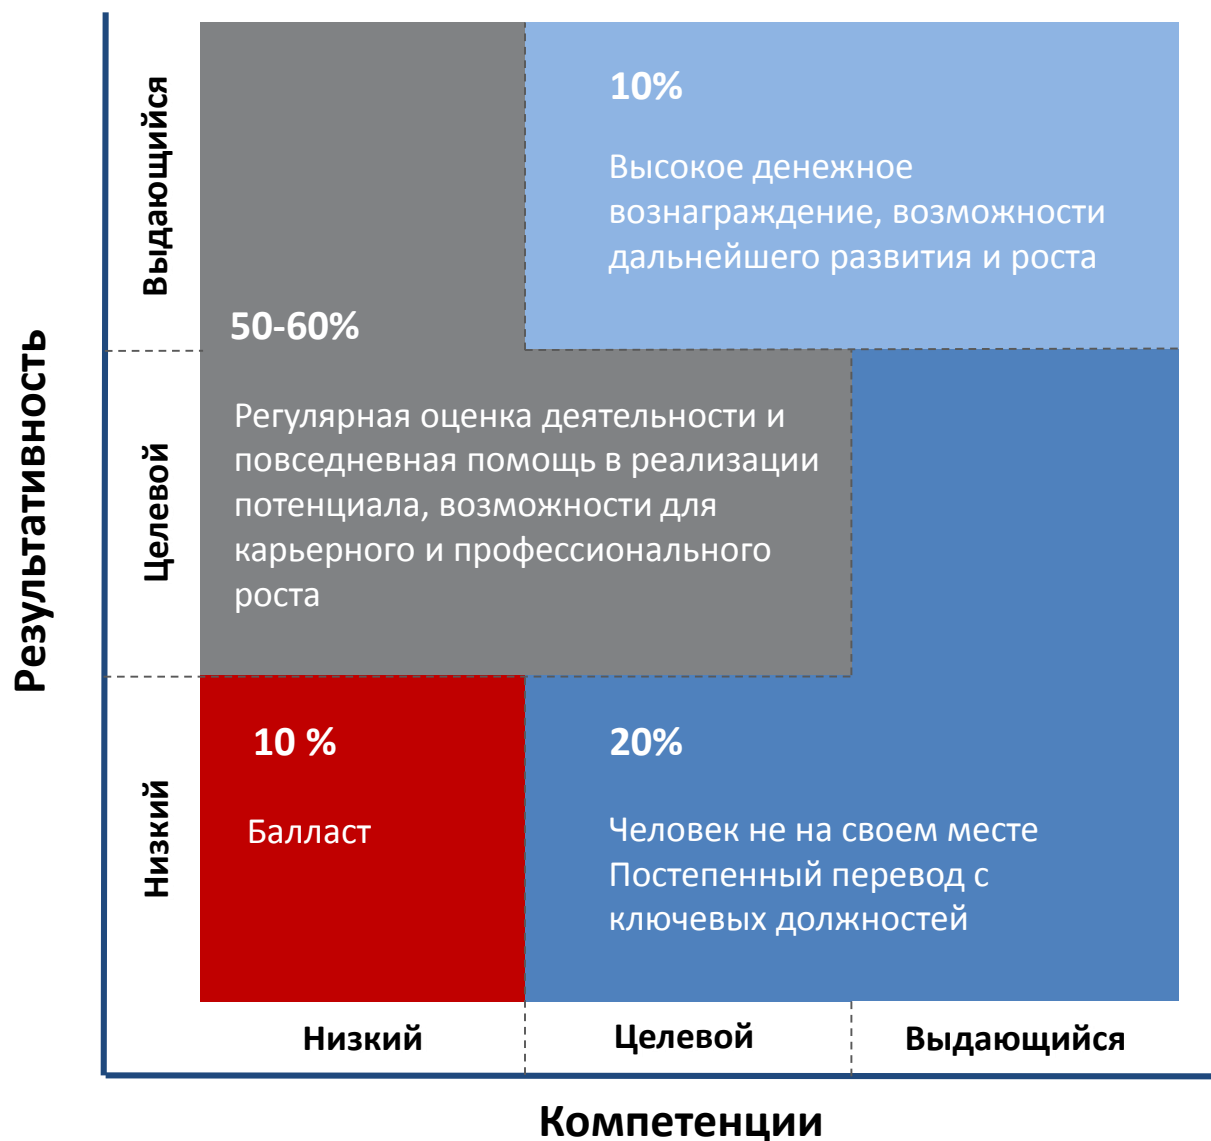 Результативность
Выдающийся
Целевой
Низкий
10%
Высокое денежное
вознаграждение, возможности
дальнейшего развития и роста
50-60%
Регулярная оценка деятельности и
повседневная помощь в реализации
потенциала, возможности для
карьерного и профессионального
роста
10 %
Балласт
20%
Человек не на своем месте
Постепенный перевод с
ключевых должностей
Низкий
Целевой
Выдающийся
Компетенции